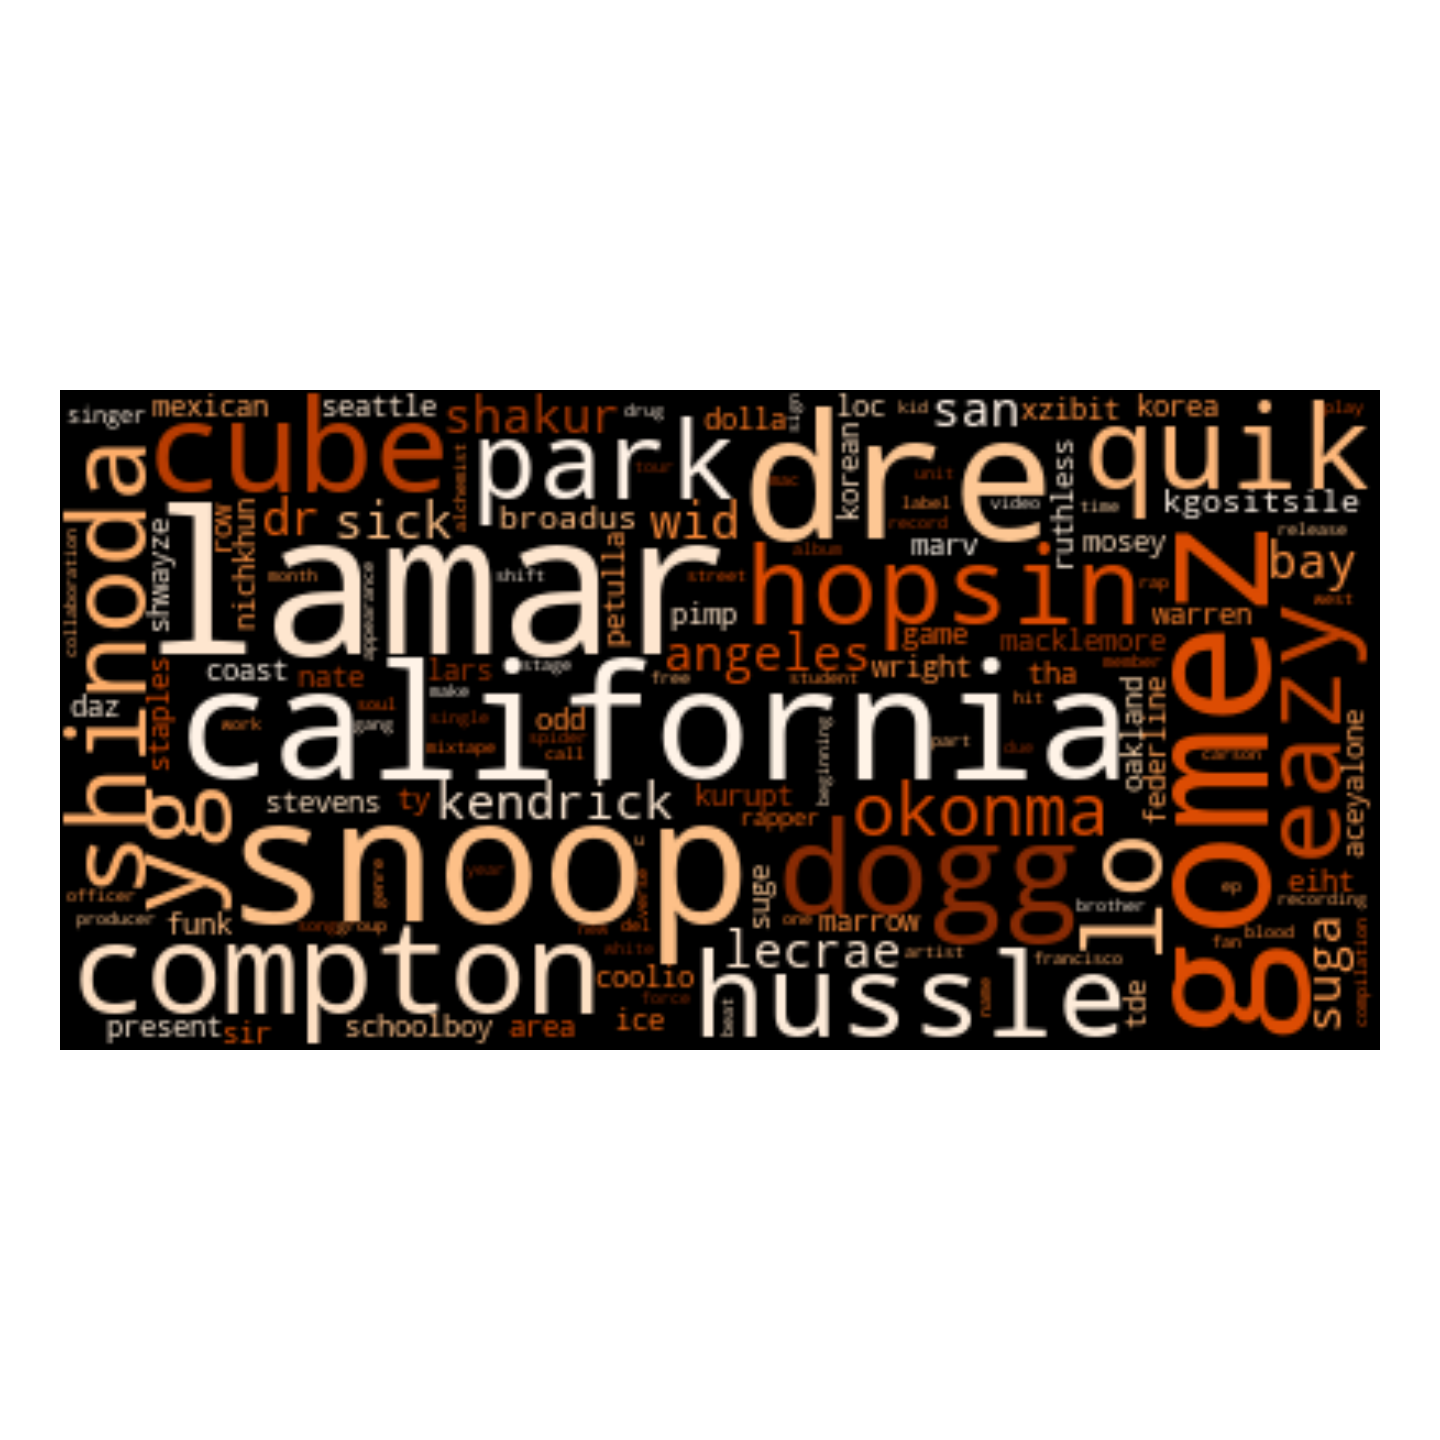 singer
mexican
seattle
shakur
drug
dolla
sign
loc
kid
san
xzibit
korea
play
cube
park
dre
quik
tour
mac
alchemist
korean
unit
label
video
time
record
ruthless
kgositsile
shinoda
row
dr
sick
broadus
wid
marv
mosey
release
bay
collaboration
shwayze
nichkhun
lamar
petulla
album
month
appearance
shift
street
hopsin
rap
west
pimp
warren
gomez
eazy
game
macklemore
angeles
wright
tha
member
coast
nate
lars
stage
free
student
staples
make
california
hit
daz
soul
work
gang
single
mixtape
odd
spider
call
beginning
part
due
oakland
federline
carson
aceyalone
yg
stevens
ty
kendrick
kurupt
rapper
okonma
snoop
u
dogg
lo
year
genre
suge
ep
eiht
officer
recording
producer
funk
song
group
new
del
one
marrow
brother
blood
fan
suga
compton
white
lecrae
artist
francisco
coolio
force
hussle
name
tde
compilation
present
sir
schoolboy
area
ice
beat